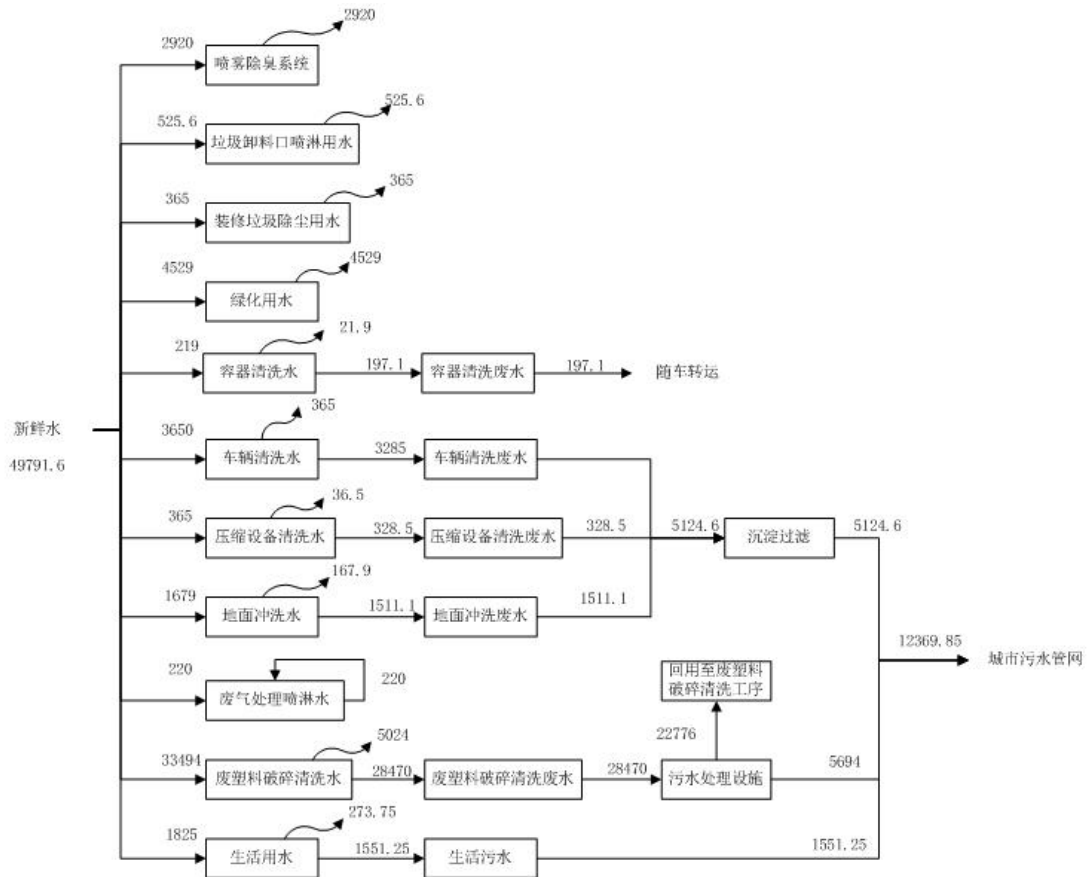 2920
2920
喷雾除臭系统
525.6
525.6
垃圾卸料口喷淋用水
365
365
装修垃圾除尘用水
4529
4529
绿化用水
21.9
219
容器清洗水
197.1
容器清洗废水
197.1
随车转运
新鲜水
49791.6
365
3650
车辆清洗水
3285
车辆清洗废水
36.5
365
压缩设备清洗水
328.5
压缩设备清洗废水
328.5
5124.6
沉淀过滤
5124.6
167.9
1679
地面冲洗水
1511.1
地面冲洗废水
1511.1
12369.85
城市污水管网
220
废气处理喷淋水
220
回用至废塑料
破碎清洗工序
22776
5024
33494
废塑料破碎清洗水
28470
废塑料破碎清洗废水
28470
污水处理设施
5694
273.75
1825
生活用水
1551.25
生活污水
1551.25